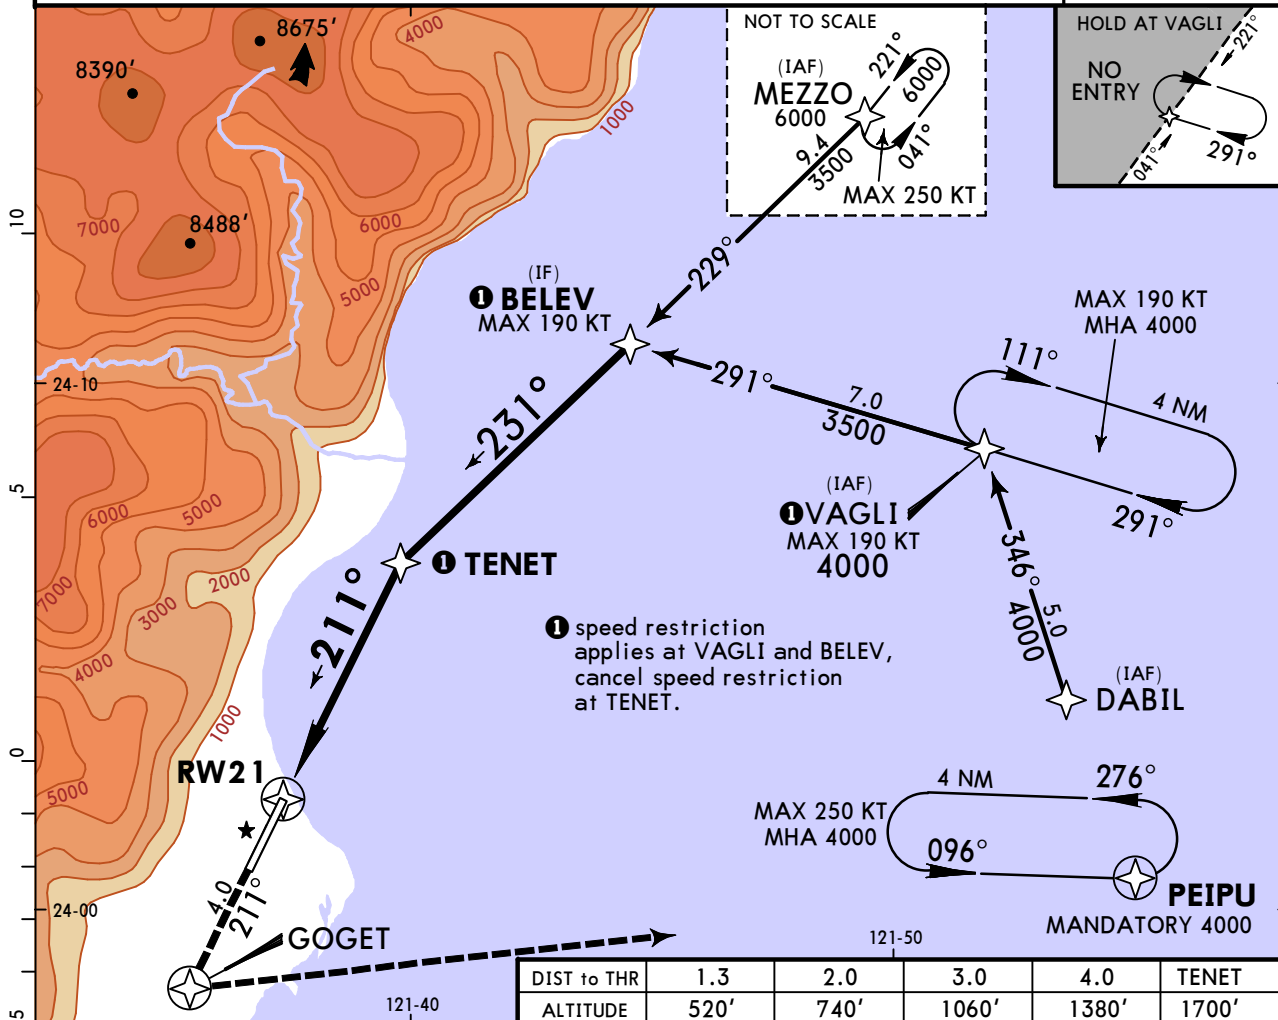 8675'
8390'
4000
1000
8488'
7000
6000
5000
NOT TO SCALE
(IAF)
MEZZO
6000
221°
6000
041°
9.4
3500
MAX 250 KT
HOLD AT VAGLI
NO
ENTRY
221°
041°
291°
229°
(IF)
1 BELEV
MAX 190 KT
MAX 190 KT
MHA 4000
111°
4 NM
291°
291°
7.0
3500
10
24-10
231°
5
(IAF)
1 VAGLI
MAX 190 KT
4000
6000
5000
7000
2000
3000
4000
1000
5000
1 TENET
211°
346°
5.0
4000
1 speed restriction
applies at VAGLI and BELEV,
cancel speed restriction
at TENET.
(IAF)
DABIL
0
RW21
4 NM
276°
MAX 250 KT
MHA 4000
096°
PEIPU
MANDATORY 4000
4.0
211°
24-00
GOGET
121-50
5
121-40
DIST to THR 1.3 2.0 3.0 4.0 TENET
ALTITUDE 520' 740' 1060' 1380' 1700'